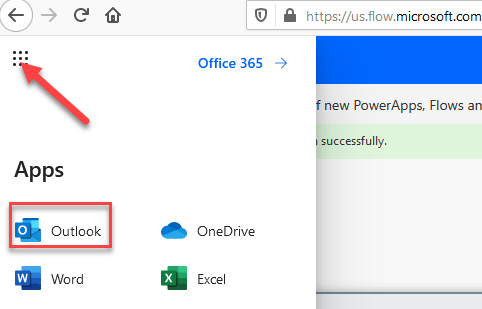 https://us.flow.microsoft.com
Office 365 →
f new PowerApps, Flows an
successfully.
Apps
Outlook
OneDrive
Word
Excel